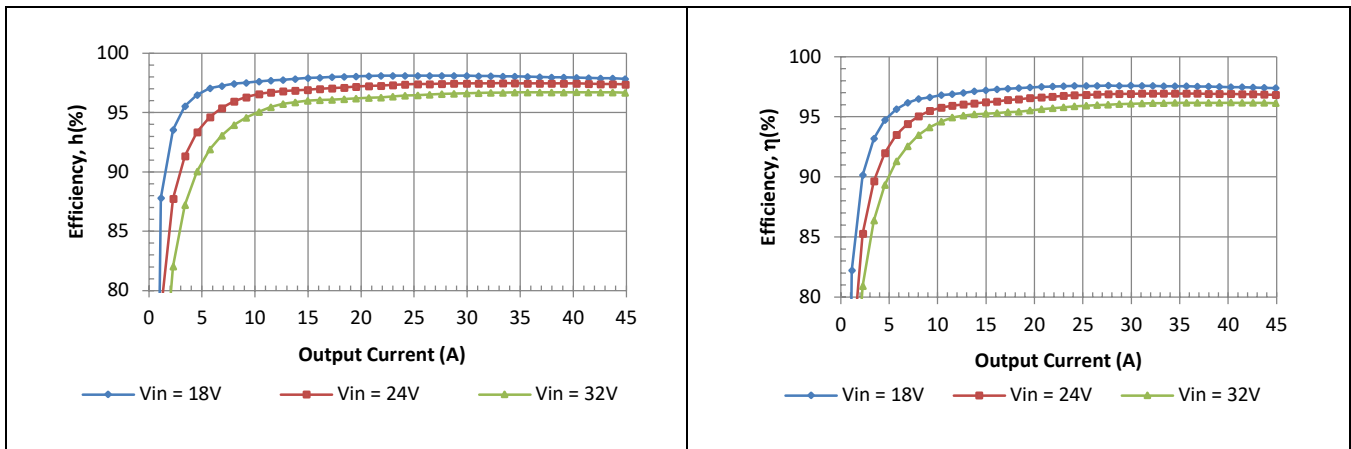 100
95
90
85
80
Efficiency, h(%)
0 5 10 15 20 25 30 35 40 45
Output Current (A)
Vin = 18V Vin = 24V Vin = 32V
100
95
90
85
80
Efficiency, η(%)
0 5 10 15 20 25 30 35 40 45
Output Current (A)
Vin = 18V Vin = 24V Vin = 32V